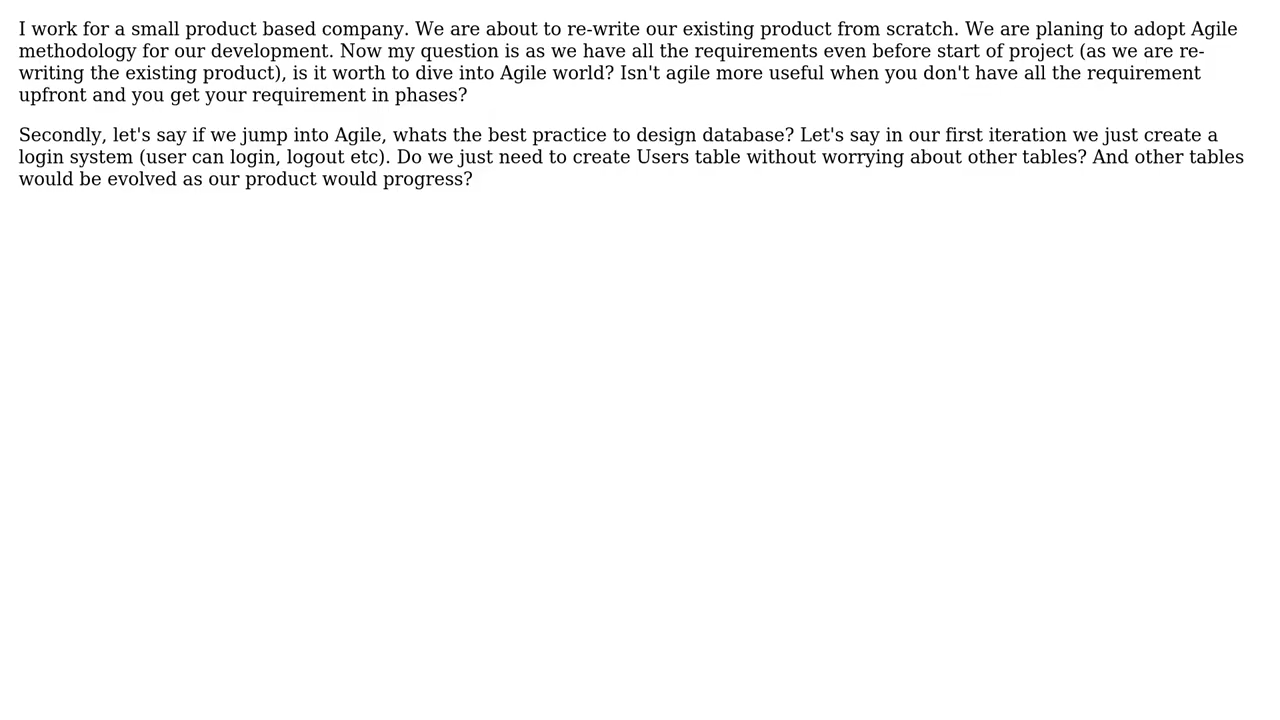 I work for a small product based company. We are about to re-write our existing product from scratch. We are planing to adopt Agile
methodology for our development. Now my question is as we have all the requirements even before start of project (as we are re-
writing the existing product), is it worth to dive into Agile world? Isn't agile more useful when you don't have all the requirement
upfront and you get your requirement in phases?
Secondly, let's say if we jump into Agile, whats the best practice to design database? Let's say in our first iteration we just create a
login system (user can login, logout etc). Do we just need to create Users table without worrying about other tables? And other tables
would be evolved as our product would progress?